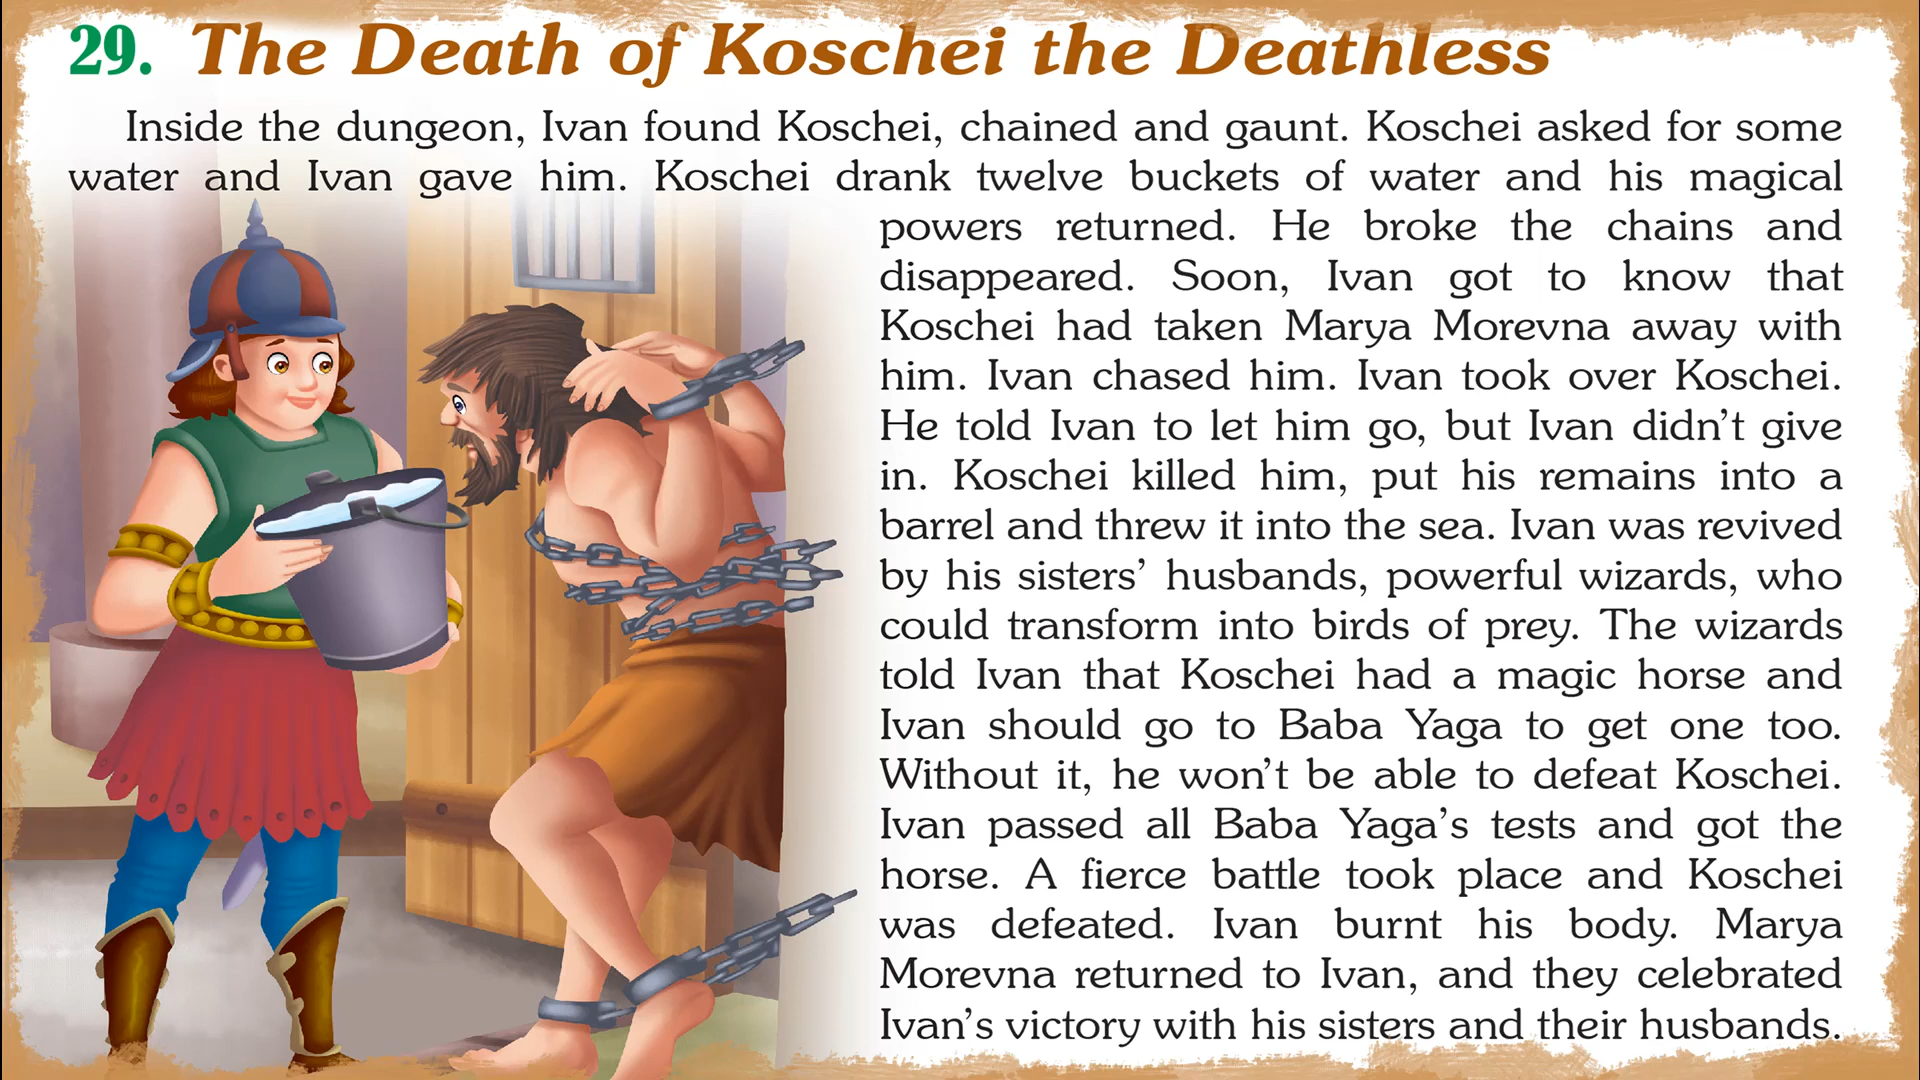 29. The Death of Koschei the Deathless
Inside the dungeon, Ivan found Koschei, chained and gaunt. Koschei asked for some
water and Ivan gave him. Koschei drank twelve buckets of water and his magical
powers returned. He broke the chains and
disappeared. Soon, Ivan got to know that
Koschei had taken Marya Morevna away with
him. Ivan chased him. Ivan took over Koschei.
He told Ivan to let him go, but Ivan didn’t give
in. Koschei killed him, put his remains into a
barrel and threw it into the sea. Ivan was revived
by his sisters’ husbands, powerful wizards, who
could transform into birds of prey. The wizards
told Ivan that Koschei had a magic horse and
Ivan should go to Baba Yaga to get one too.
Without it, he won’t be able to defeat Koschei.
Ivan passed all Baba Yaga’s tests and got the
horse. A fierce battle took place and Koschei
was defeated. Ivan burnt his body. Marya
Morevna returned to Ivan, and they celebrated
Ivan’s victory with his sisters and their husbands.